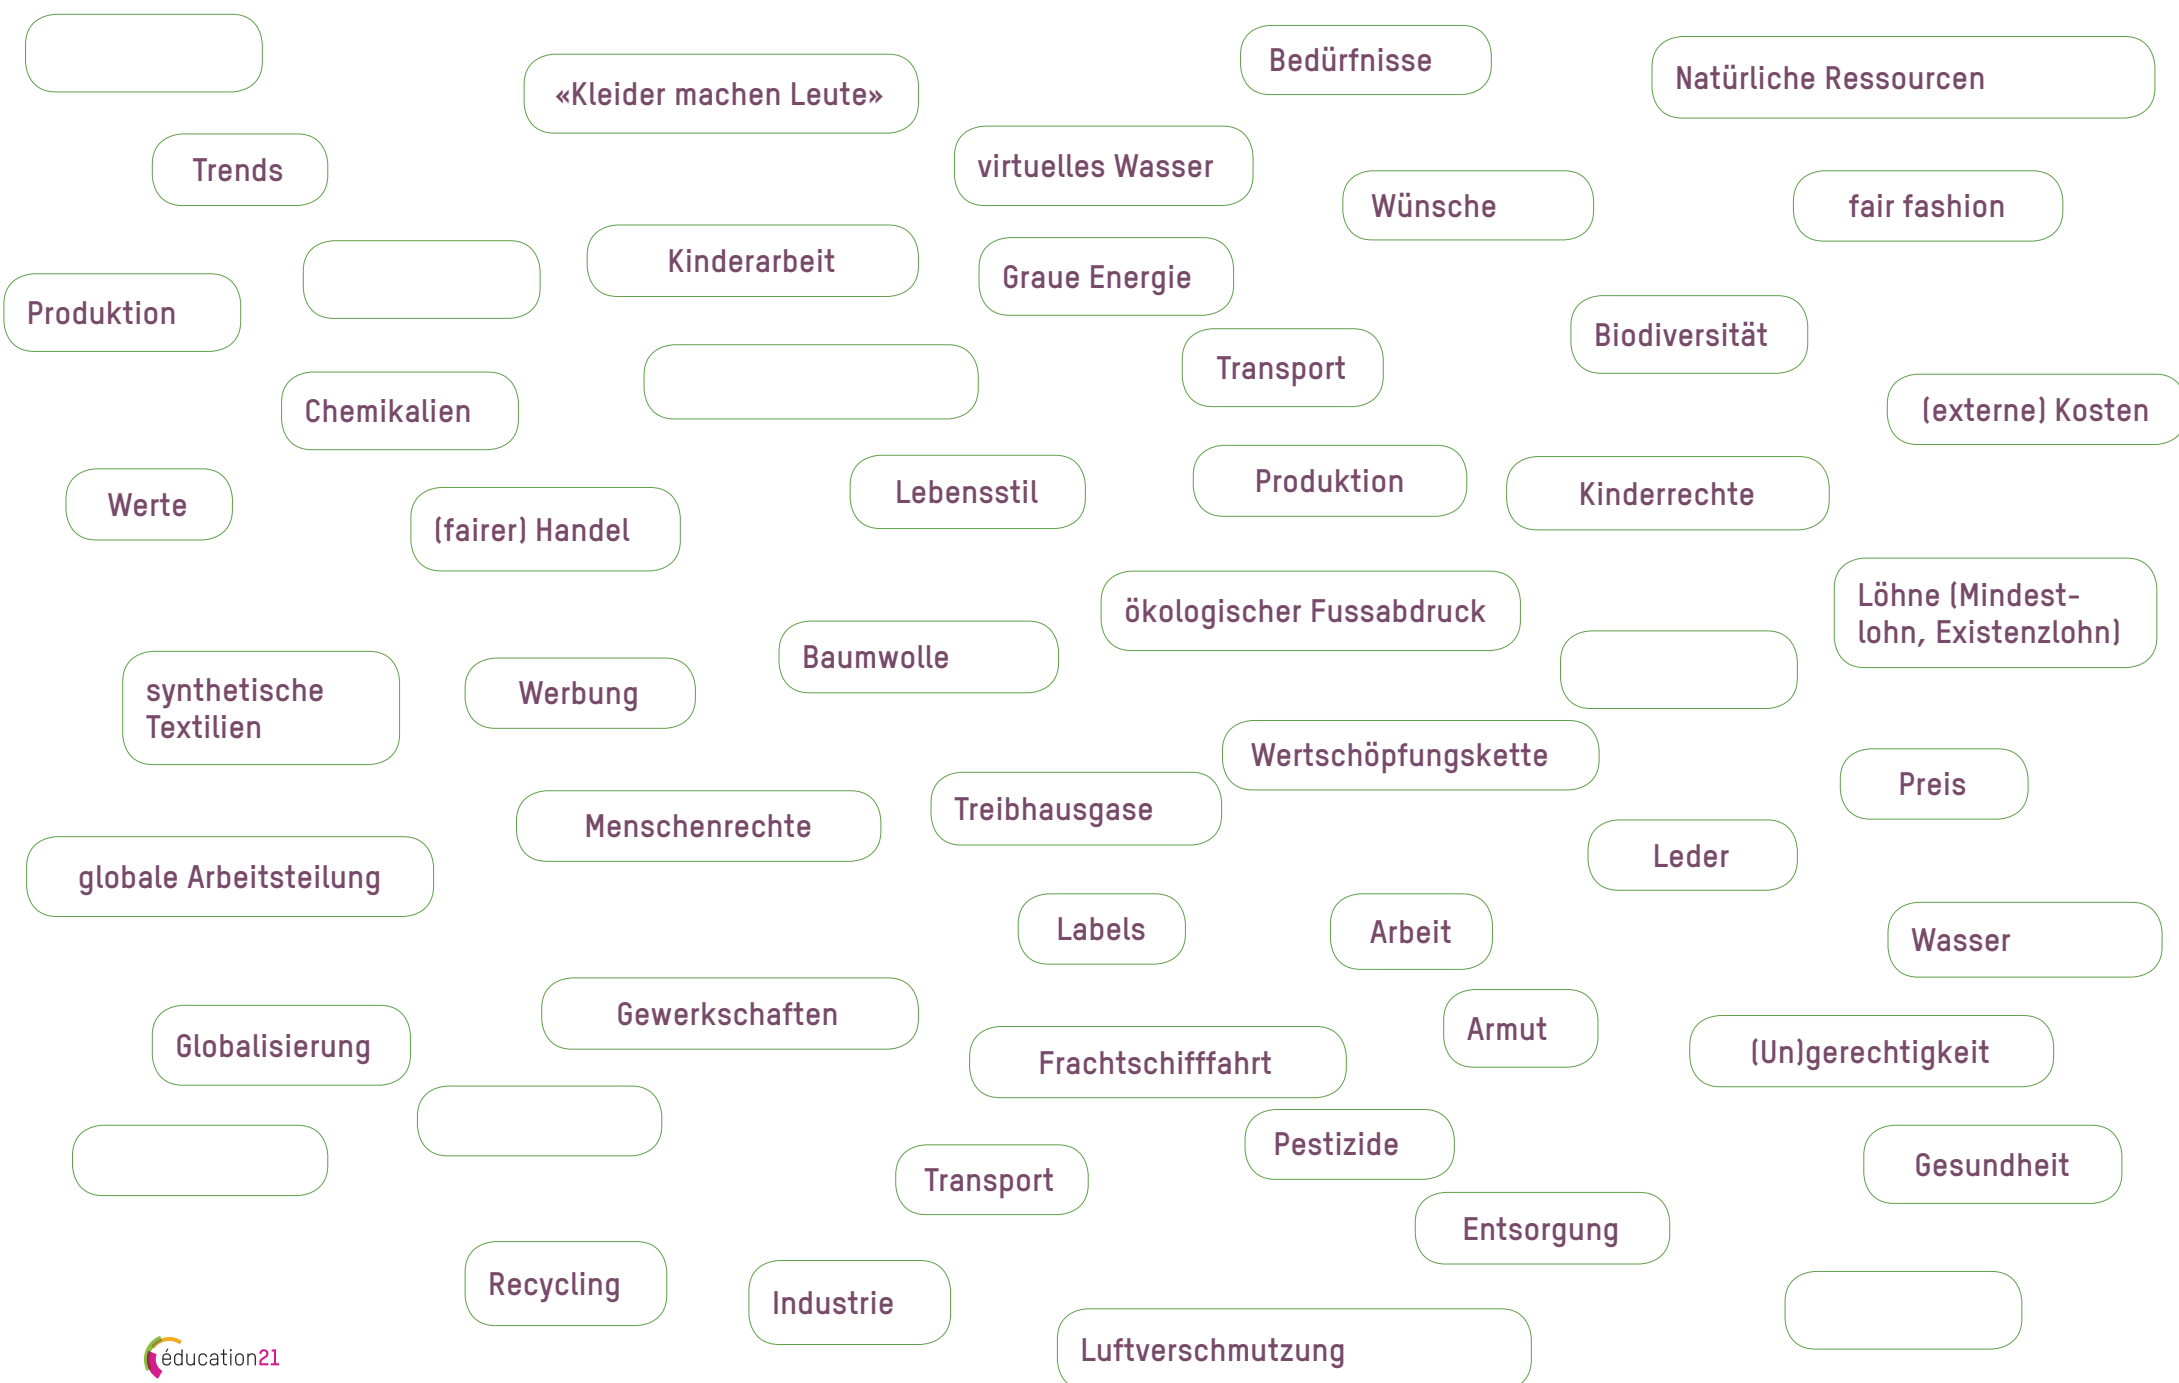 Bedürfnisse
Natürliche Ressourcen
«Kleider machen Leute»
Trends
virtuelles Wasser
Wünsche
fair fashion
Kinderarbeit
Graue Energie
Produktion
Biodiversität
Transport
Chemikalien
(externe) Kosten
Werte
(fairer) Handel
Lebensstil
Produktion
Kinderrechte
ökologischer Fussabdruck
Löhne (Mindest-
lohn, Existenzlohn)
Baumwolle
synthetische
Textilien
Werbung
Wertschöpfungskette
Preis
Treibhausgase
Menschenrechte
Leder
globale Arbeitsteilung
Labels
Arbeit
Wasser
Gewerkschaften
Armut
Globalisierung
Frachtschifffahrt
(Un)gerechtigkeit
Pestizide
Gesundheit
Transport
Entsorgung
Recycling
Industrie
Luftverschmutzung
éducation21